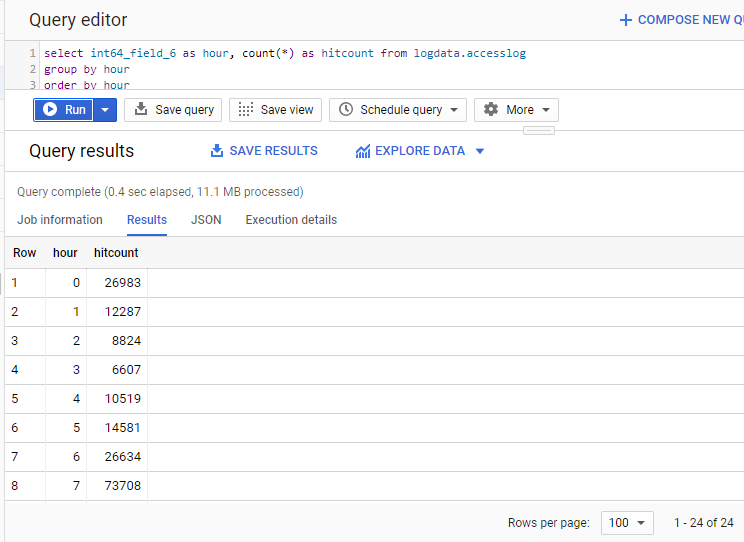 Query editor
COMPOSE NEW QU
1 select int64_field_6 as hour, count(*) as hitcount from logdata.accesslog
2 group by hour
3 order by hour
Run Save query Save view Schedule query More
Query results SAVE RESULTS EXPLORE DATA
Query complete (0.4 sec elapsed, 11.1 MB processed)
Job information Results JSON Execution details
Row hour hitcount
1 0 26983
2 1 12287
3 2 8824
4 3 6607
5 4 10519
6 5 14581
7 6 26634
8 7 73708
Rows per page: 100 1 - 24 of 24